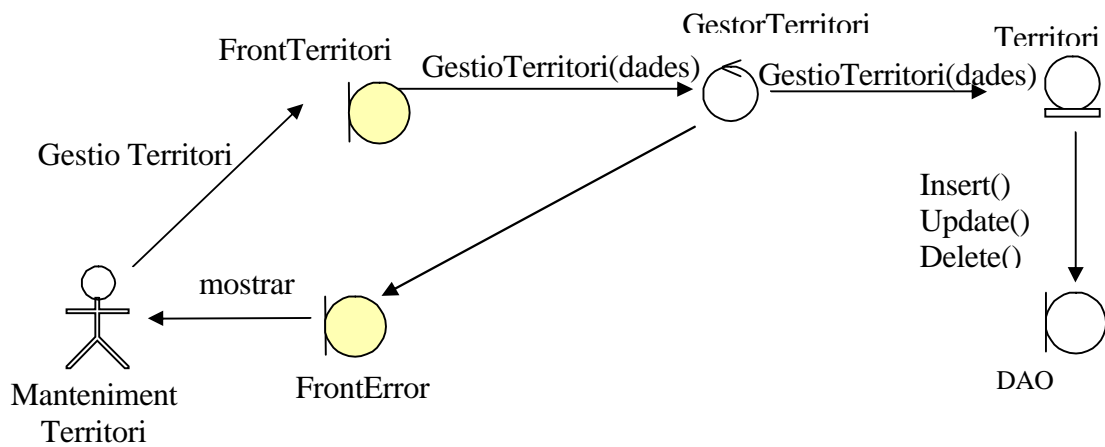 GestorTerritori
Territori
FrontTerritori
GestioTerritori(dades)
GestioTerritori(dades)
Gestio Territori
Insert()
Update()
Delete()
mostrar
FrontError
DAO
Manteniment
Territori